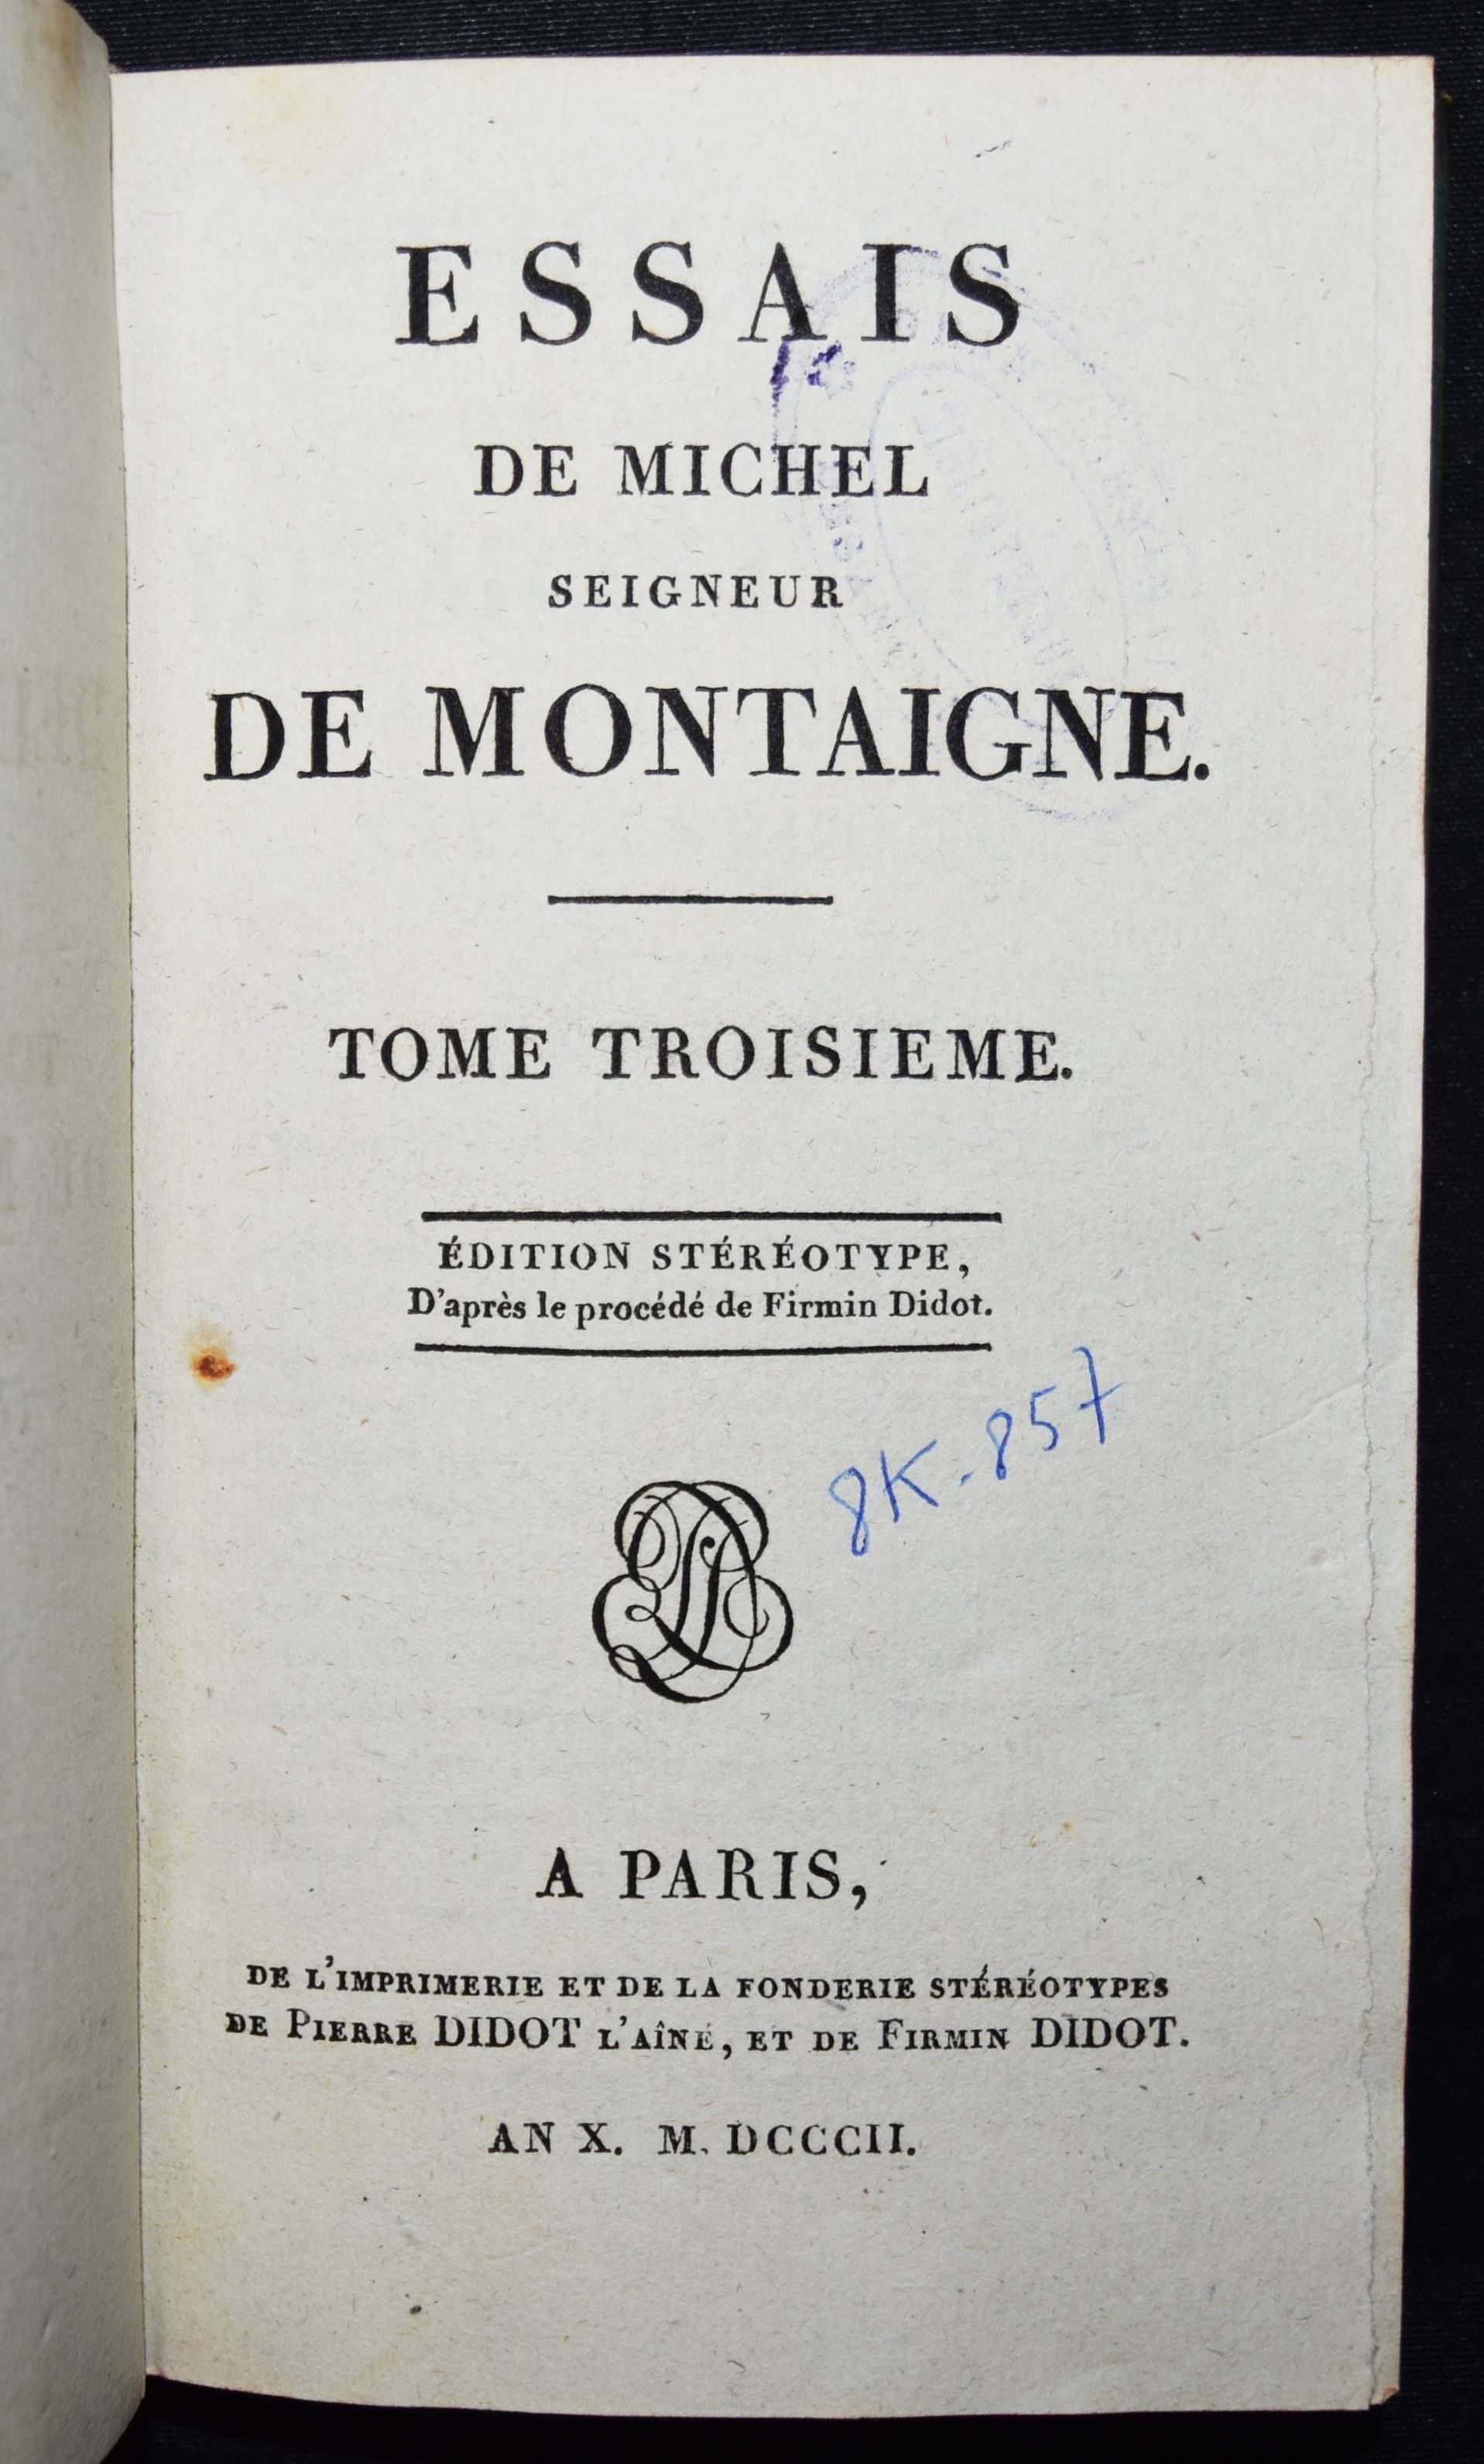 ESSAIS
DE MICHEL
SEIGNEUR
DE MONTAIGNE.
TOME TROISIEME.
ÉDITION STÉRÉOTYPE,
D'après le procédé de Firmin Didot.
8K-857
A PARIS,
DE L'IMPRIMERIE ET DE LA FONDERIE STÉRÉOTYPES
DE PIERRE DIDOT L'AÎNÉ, ET DE FIRMIN DIDOT.
AN X. M. DCCCII.